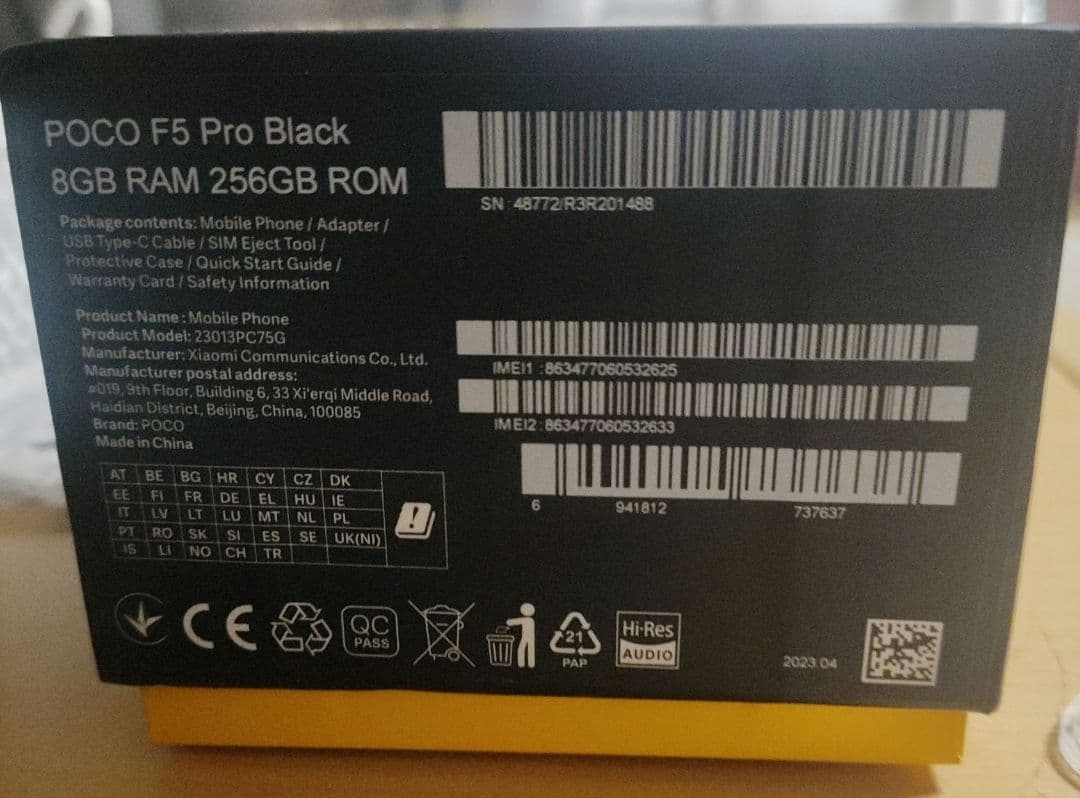 POCO F5 Pro Black
8GB RAM 256GB ROM
Package contents: Mobile Phone / Adapter /
USB Type-C Cable / SIM Eject Tool /
Protective Case / Quick Start Guide /
Warranty Card / Safety Information
Product Name : Mobile Phone
Product Model: 23013PC75G
Manufacturer: Xiaomi Communications Co., Ltd.
Manufacturer postal address:
#019, 9th Floor, Building 6, 33 Xi'erqi Middle Road,
Haidian District, Beijing, China, 100085
Brand: POCO
Made in China
SN :48772/R3R201488
IMEI1 :863477060532625
IMEI2 :863477060532633
6 941812 737637
AT BE BG HR CY CZ DK
EE FI FR DE EL HU IE
IT LV LT LU MT NL PL
PT RO SK SI ES SE UK(NI)
IS LI NO CH TR
CE
QC
PASS
21
PAP
Hi-Res
AUDIO
2023.04